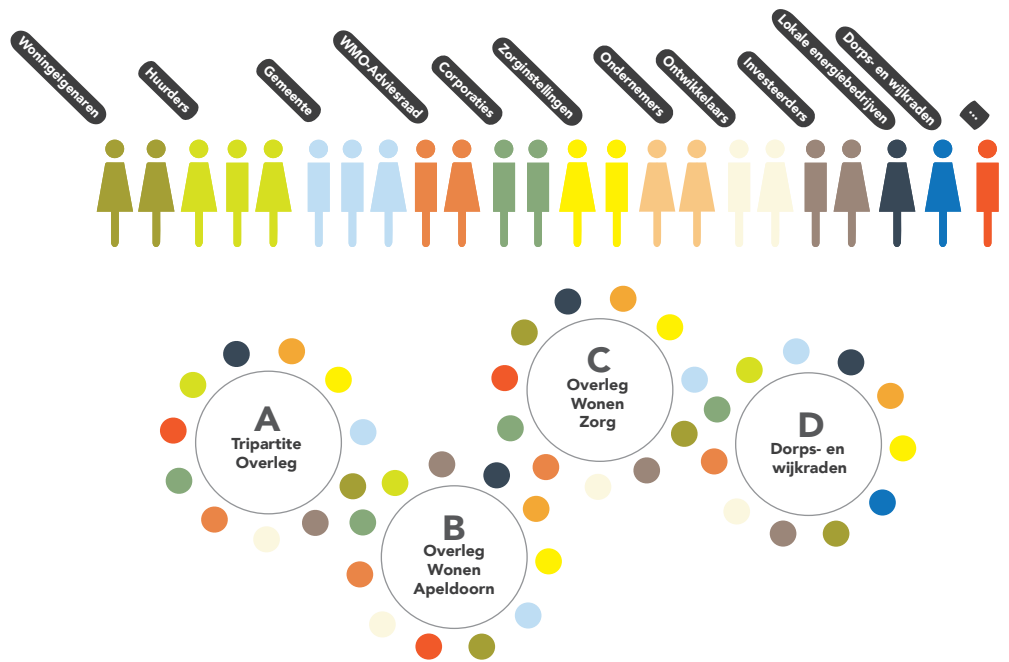 Woningeigenaren
Huurders
Gemeente
WMO-Adviesraad
Corporaties
Zorginstellingen
Ondernemers
Ontwikkelaars
Investeerders
Lokale energiebedrijven
Dorps- en wijkraden
...
A
Tripartite
Overleg
B
Overleg
Wonen
Apeldoorn
C
Overleg
Wonen
Zorg
D
Dorps- en
wijkraden